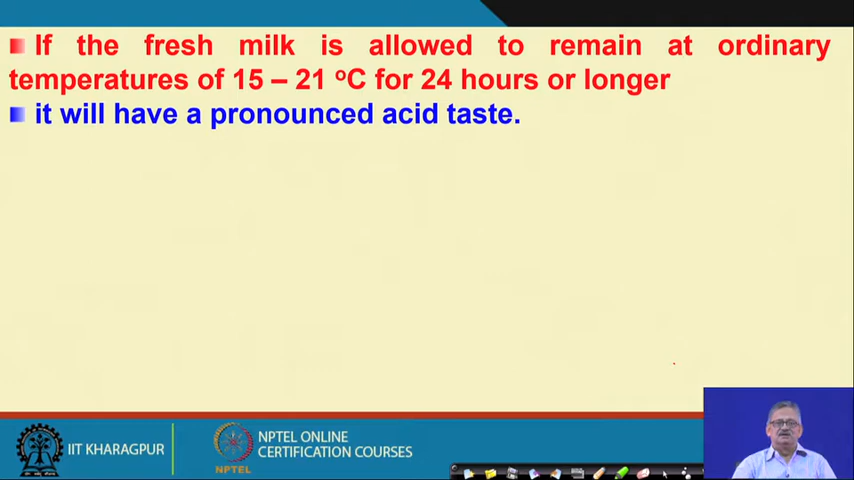 If the fresh milk is allowed to remain at ordinary
temperatures of 15 – 21 ºC for 24 hours or longer
it will have a pronounced acid taste.
IIT KHARAGPUR
NPTEL
NPTEL ONLINE
CERTIFICATION COURSES